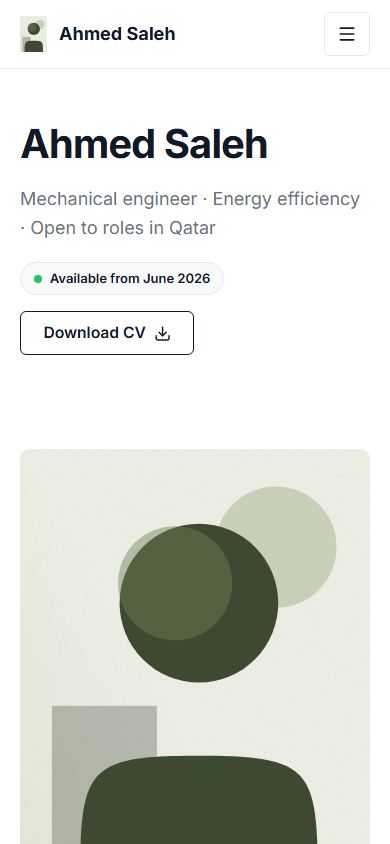 Ahmed Saleh
Ahmed Saleh
Mechanical engineer · Energy efficiency
· Open to roles in Qatar
Available from June 2026
Download CV